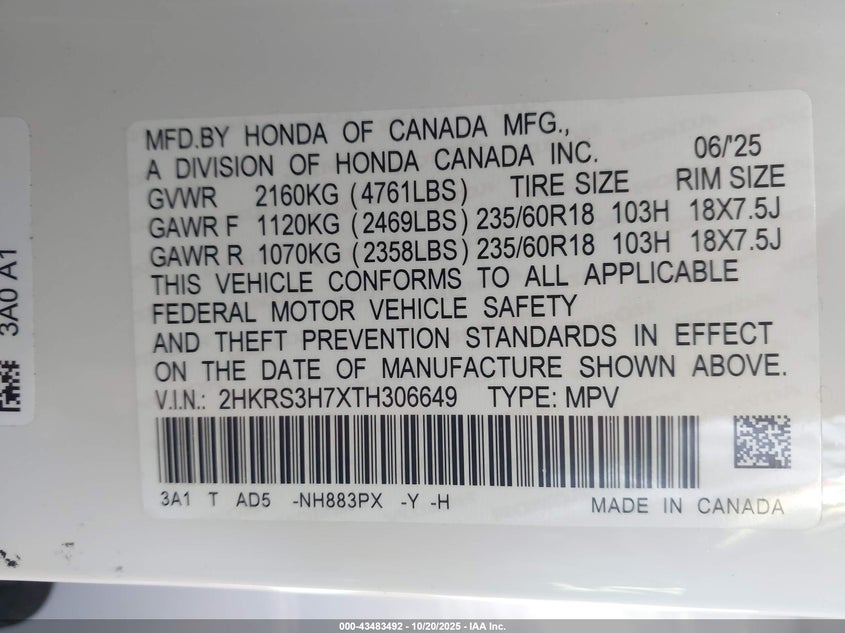 MFD.BY HONDA OF CANADA MFG.,
A DIVISION OF HONDA CANADA INC. 06/'25
GVWR 2160KG (4761LBS) TIRE SIZE RIM SIZE
GAWR F 1120KG (2469LBS) 235/60R18 103H 18X7.5J
GAWR R 1070KG (2358LBS) 235/60R18 103H 18X7.5J
THIS VEHICLE CONFORMS TO ALL APPLICABLE
FEDERAL MOTOR VEHICLE SAFETY
AND THEFT PREVENTION STANDARDS IN EFFECT
ON THE DATE OF MANUFACTURE SHOWN ABOVE.
V.I.N.: 2HKRS3H7XTH306649 TYPE: MPV
3A1 T AD5 -NH883PX -Y -H
MADE IN CANADA
3A0 A1
000-43483492 - 10/20/2025 - IAA Inc.